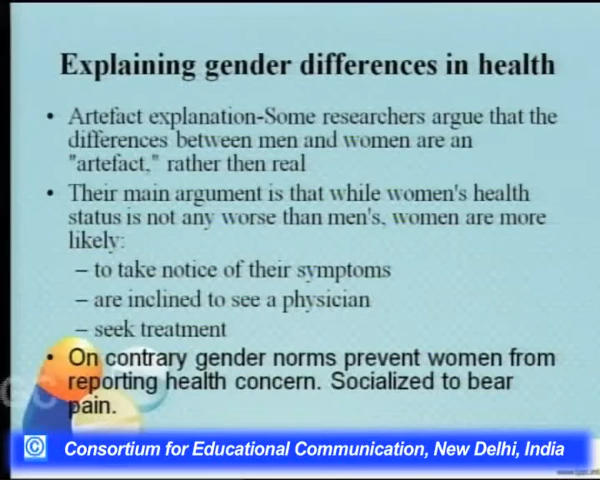 Explaining gender differences in health
• Artefact explanation-Some researchers argue that the
differences between men and women are an
"artefact," rather then real
• Their main argument is that while women's health
status is not any worse than men's, women are more
likely:
– to take notice of their symptoms
– are inclined to see a physician
– seek treatment
• On contrary gender norms prevent women from
reporting health concern. Socialized to bear
pain.
© Consortium for Educational Communication, New Delhi, India